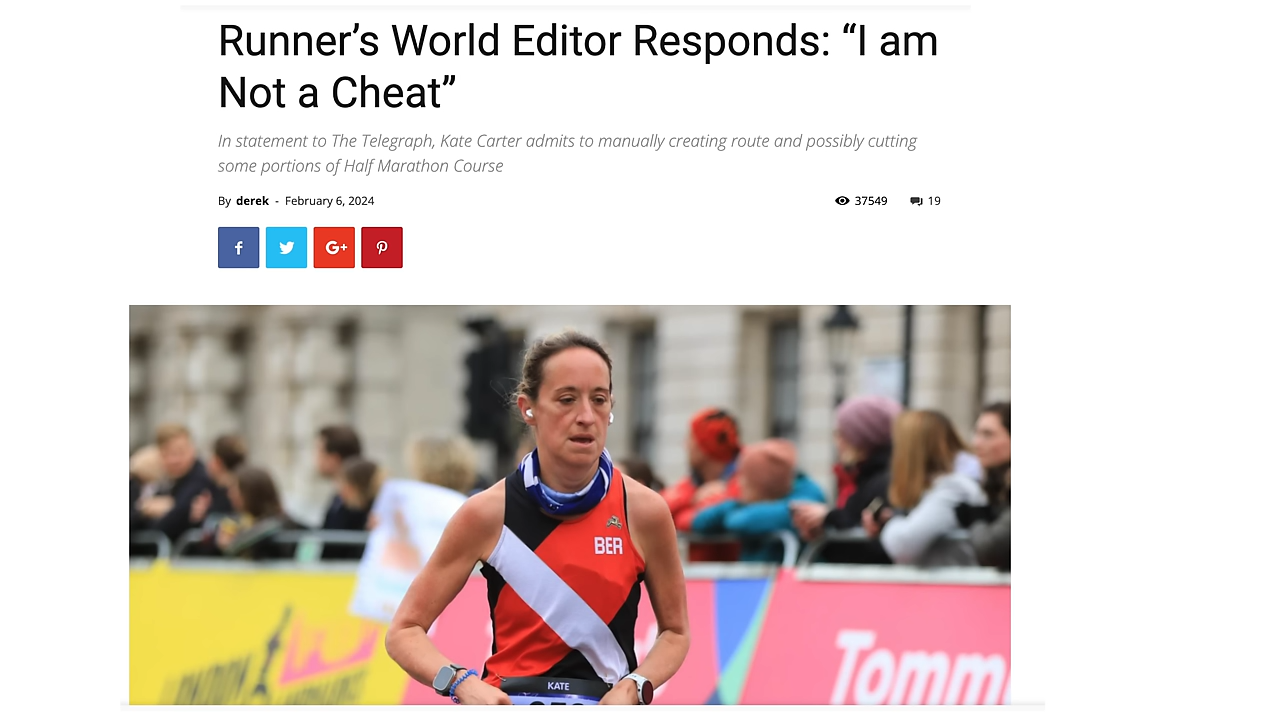 Runner’s World Editor Responds: “I am
Not a Cheat”
In statement to The Telegraph, Kate Carter admits to manually creating route and possibly cutting
some portions of Half Marathon Course
By derek - February 6, 2024
37549 19
f G+
BER
KATE
Tomm